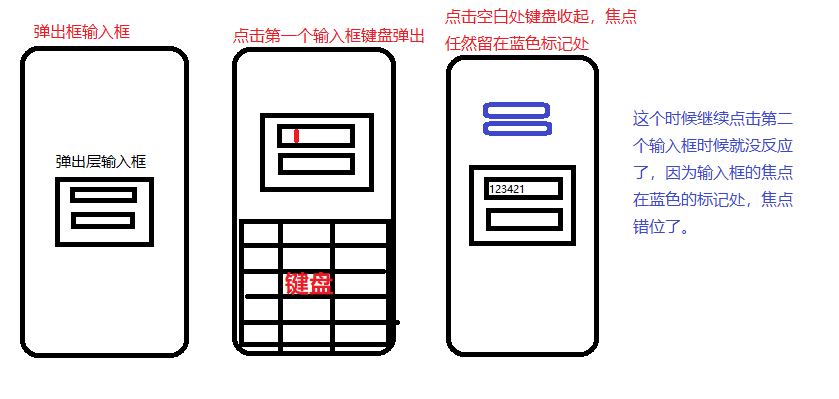 弹出框输入框
点击第一个输入框键盘弹出
点击空白处键盘收起，焦点
任然留在蓝色标记处
弹出层输入框
键盘
123421
这个时候继续点击第二
个输入框时候就没反应
了，因为输入框的焦点
在蓝色的标记处，焦点
错位了。